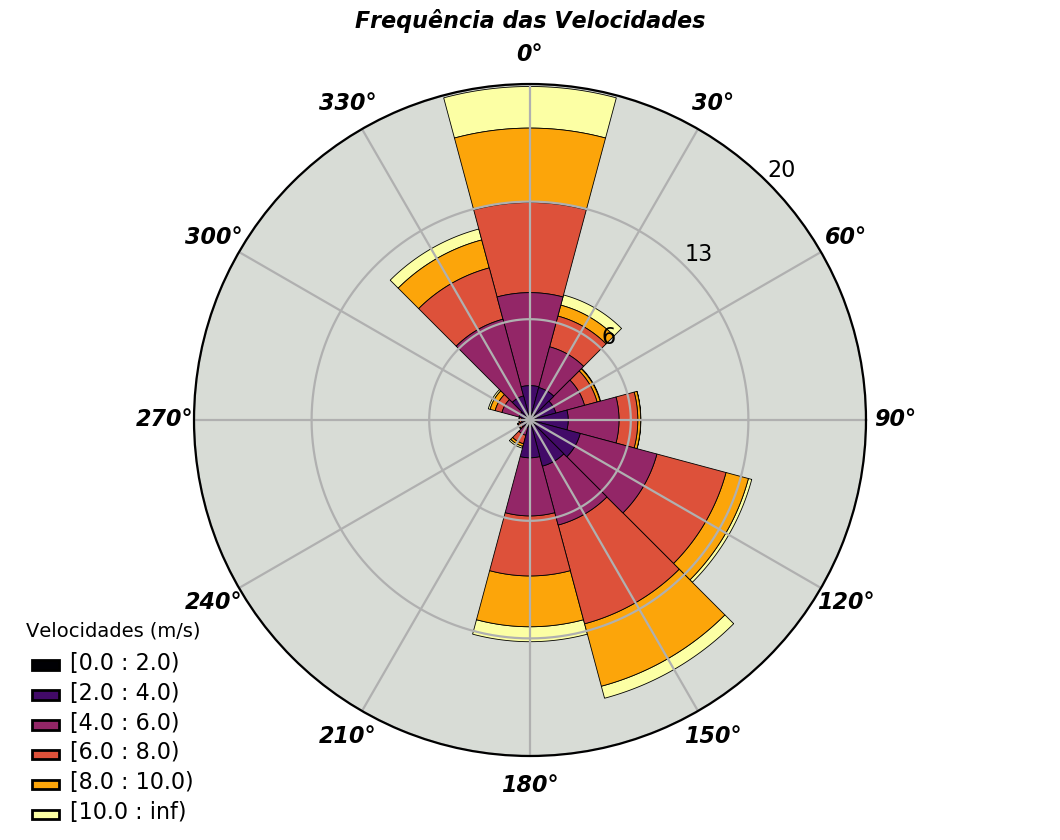 Frequência das Velocidades
0°
330°
30°
20
300°
60°
13
6
270°
90°
240°
120°
210°
150°
180°
Velocidades (m/s)
[0.0 : 2.0)
[2.0 : 4.0)
[4.0 : 6.0)
[6.0 : 8.0)
[8.0 : 10.0)
[10.0 : inf)